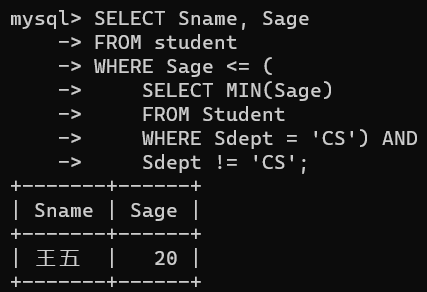 mysql> SELECT Sname, Sage
    -> FROM student
    -> WHERE Sage <= (
    ->     SELECT MIN(Sage)
    ->     FROM Student
    ->     WHERE Sdept = 'CS') AND
    ->     Sdept != 'CS';
+-------+------+
| Sname | Sage |
+-------+------+
| 王五  |   20 |
+-------+------+